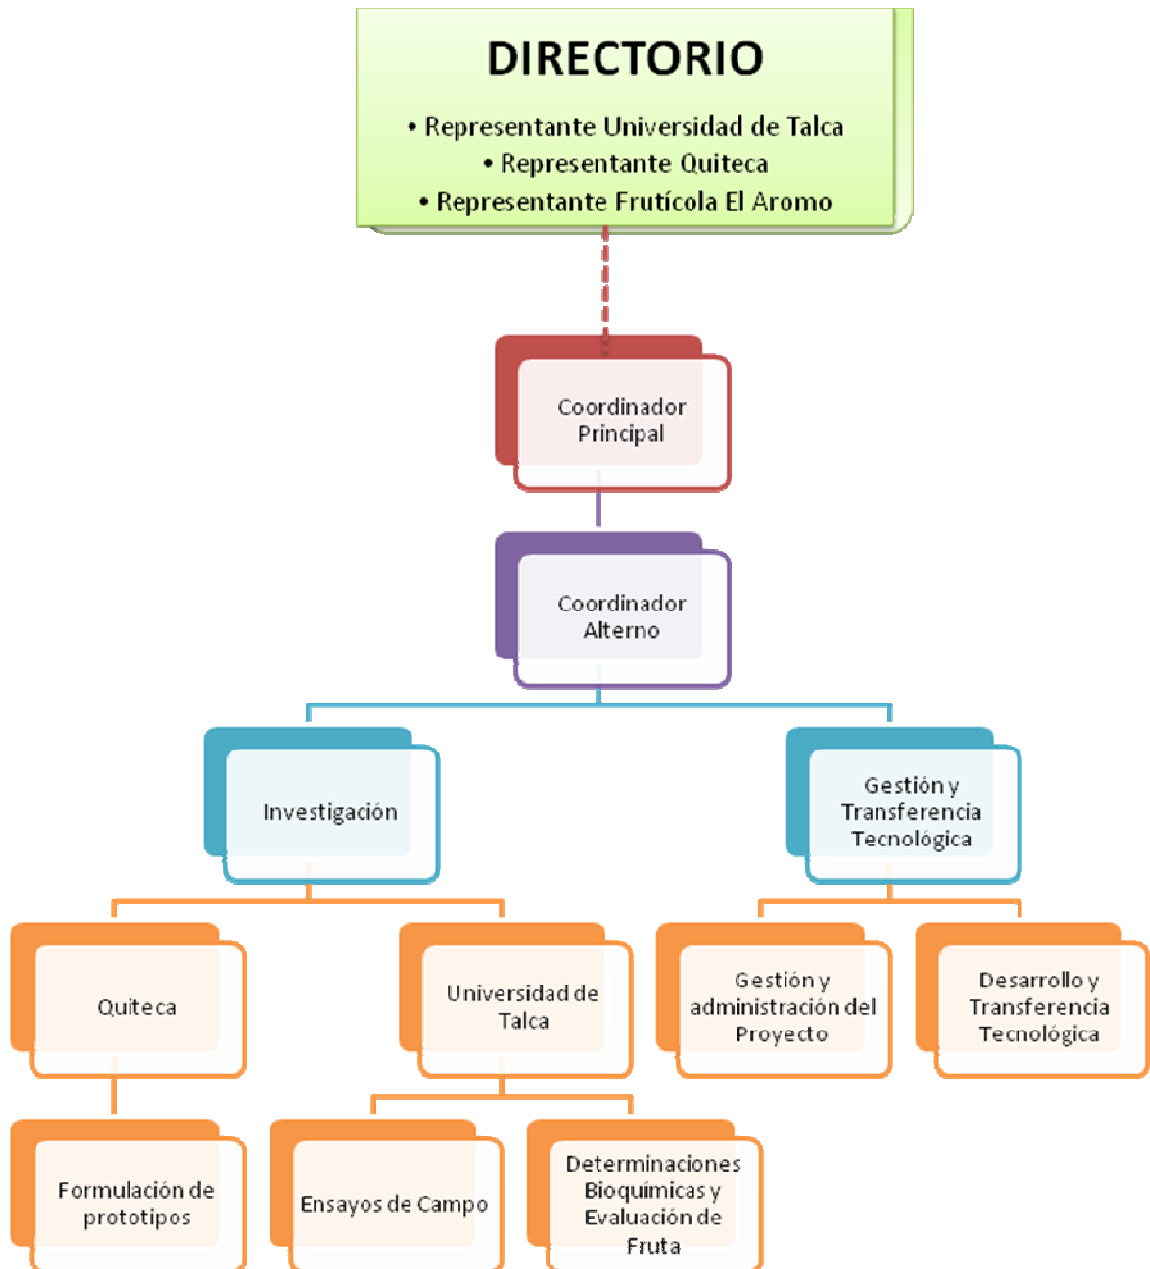 DIRECTORIO
• Representante Universidad de Talca
• Representante Quiteca
• Representante Frutícola El Aromo
Coordinador
Principal
Coordinador
Alterno
Investigación
Gestión y
Transferencia
Tecnológica
Quiteca
Universidad de
Talca
Gestión y
administración del
Proyecto
Desarrollo y
Transferencia
Tecnológica
Formulación de
prototipos
Ensayos de Campo
Determinaciones
Bioquímicas y
Evaluación de
Fruta